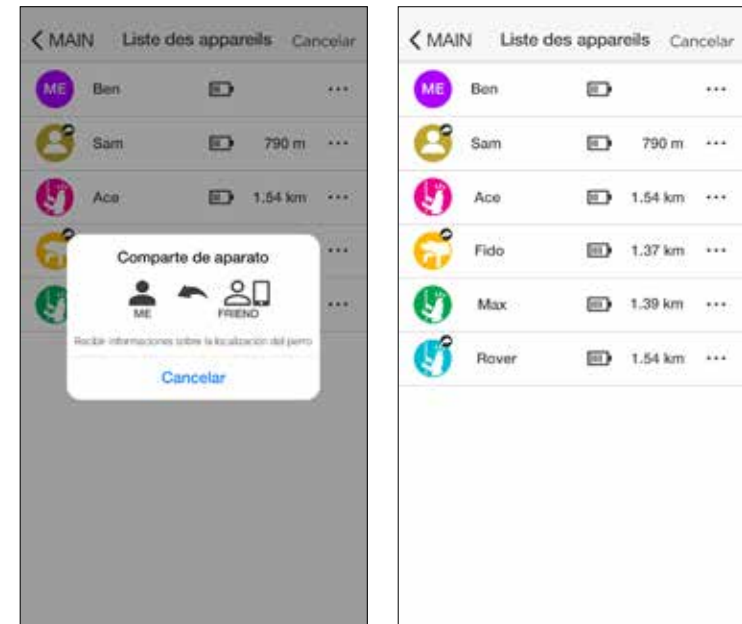 MAIN Liste des appareils Cancelar
ME Ben
Sam 790 m
Ace 1.54 km
Comparte de aparato
ME FRIEND
Recibir informaciones sobre la localización del perro
Cancelar
MAIN Liste des appareils Cancelar
ME Ben
Sam 790 m
Ace 1.54 km
Fido 1.37 km
Max 1.39 km
Rover 1.54 km